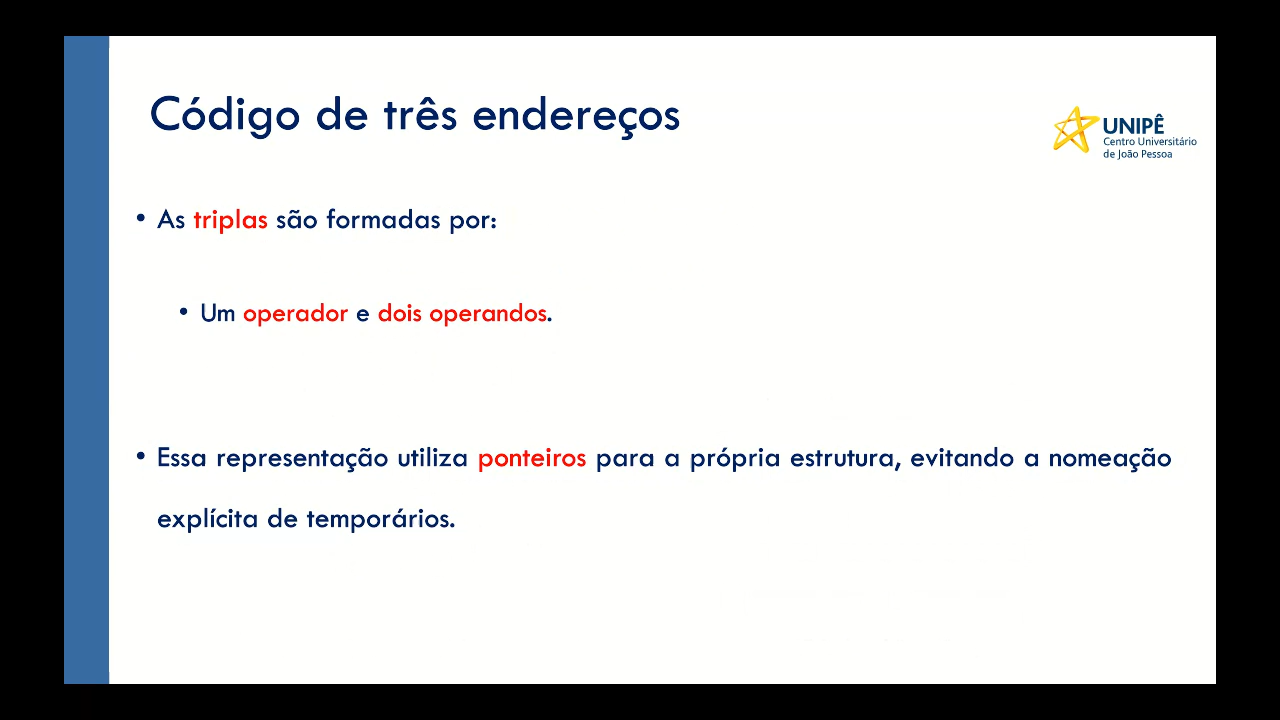 Código de três endereços
UNIPÊ
Centro Universitário
de João Pessoa
• As triplas são formadas por:
• Um operador e dois operandos.
• Essa representação utiliza ponteiros para a própria estrutura, evitando a nomeação
explícita de temporários.